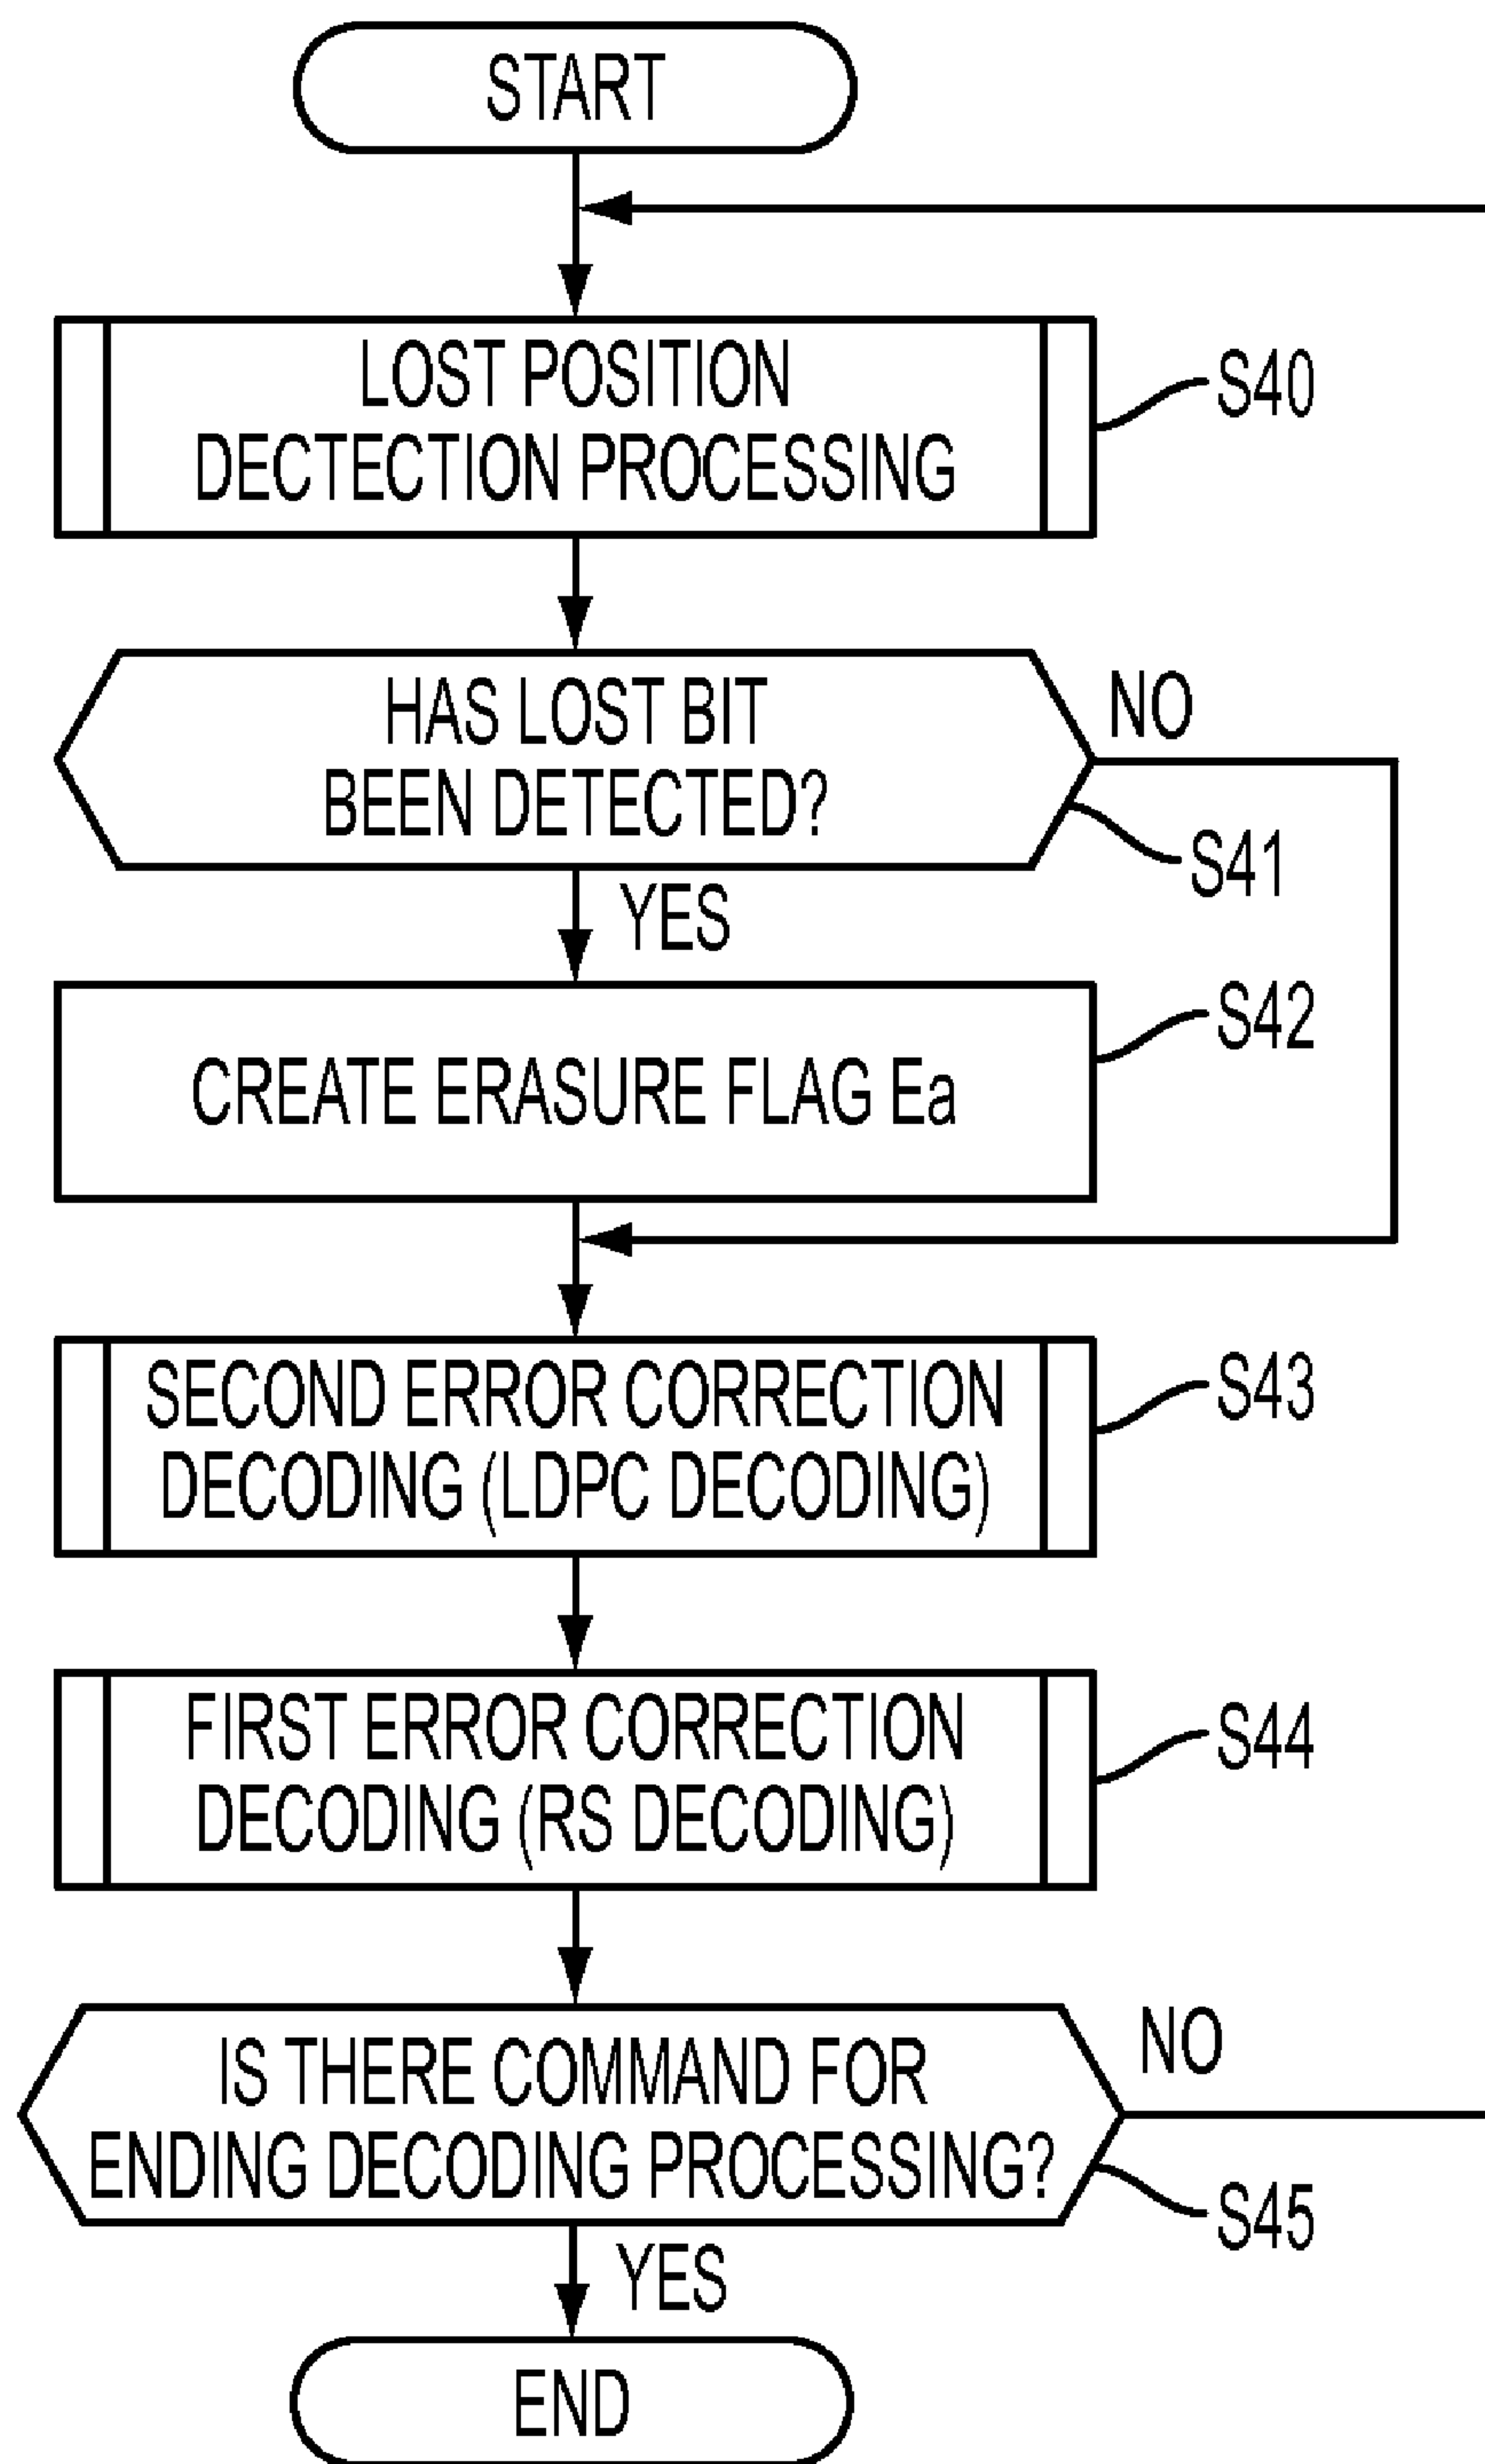 START
LOST POSITION
DECTECTION PROCESSING
S40
HAS LOST BIT
BEEN DETECTED?
NO
S41
YES
CREATE ERASURE FLAG Ea
S42
SECOND ERROR CORRECTION
DECODING (LDPC DECODING)
S43
FIRST ERROR CORRECTION
DECODING (RS DECODING)
S44
IS THERE COMMAND FOR
ENDING DECODING PROCESSING?
NO
S45
YES
END